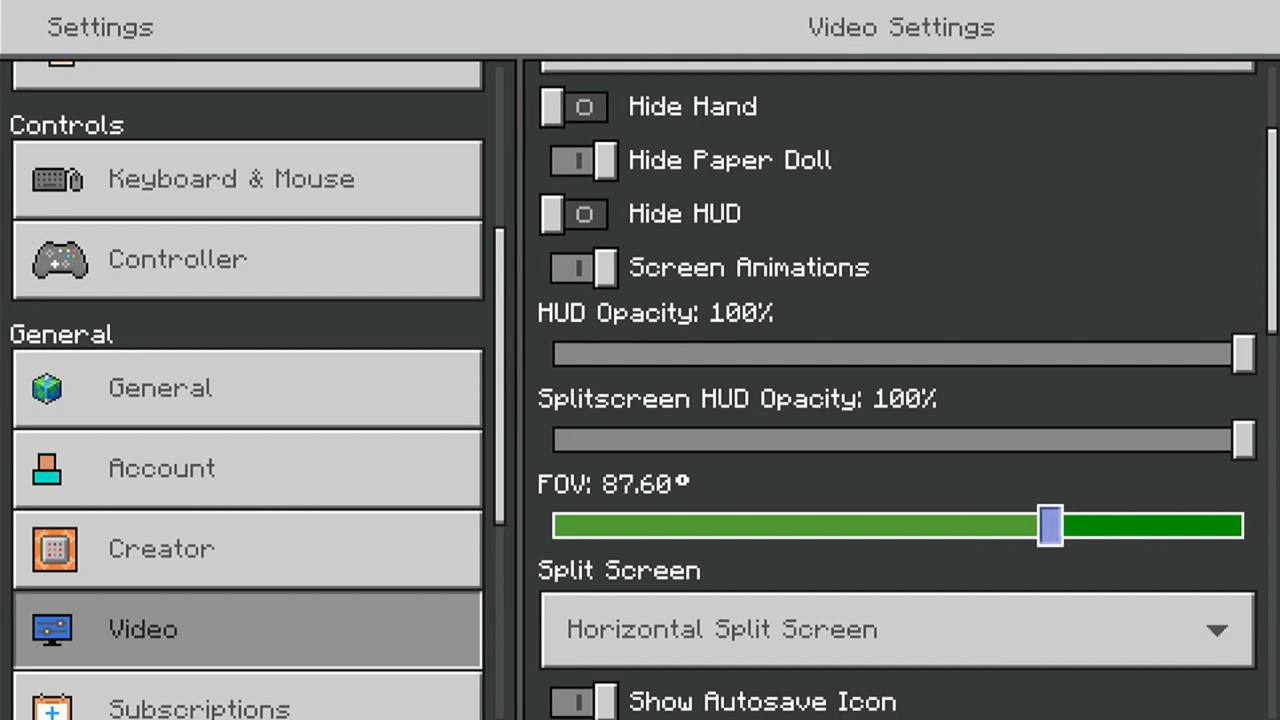 Settings
Video Settings
Controls
Keyboard & Mouse
Controller
General
General
Account
Creator
Video
Subscriptions
Hide Hand
Hide Paper Doll
Hide HUD
Screen Animations
HUD Opacity: 100%
Splitscreen HUD Opacity: 100%
FOV: 87.60°
Split Screen
Horizontal Split Screen
Show Autosave Icon